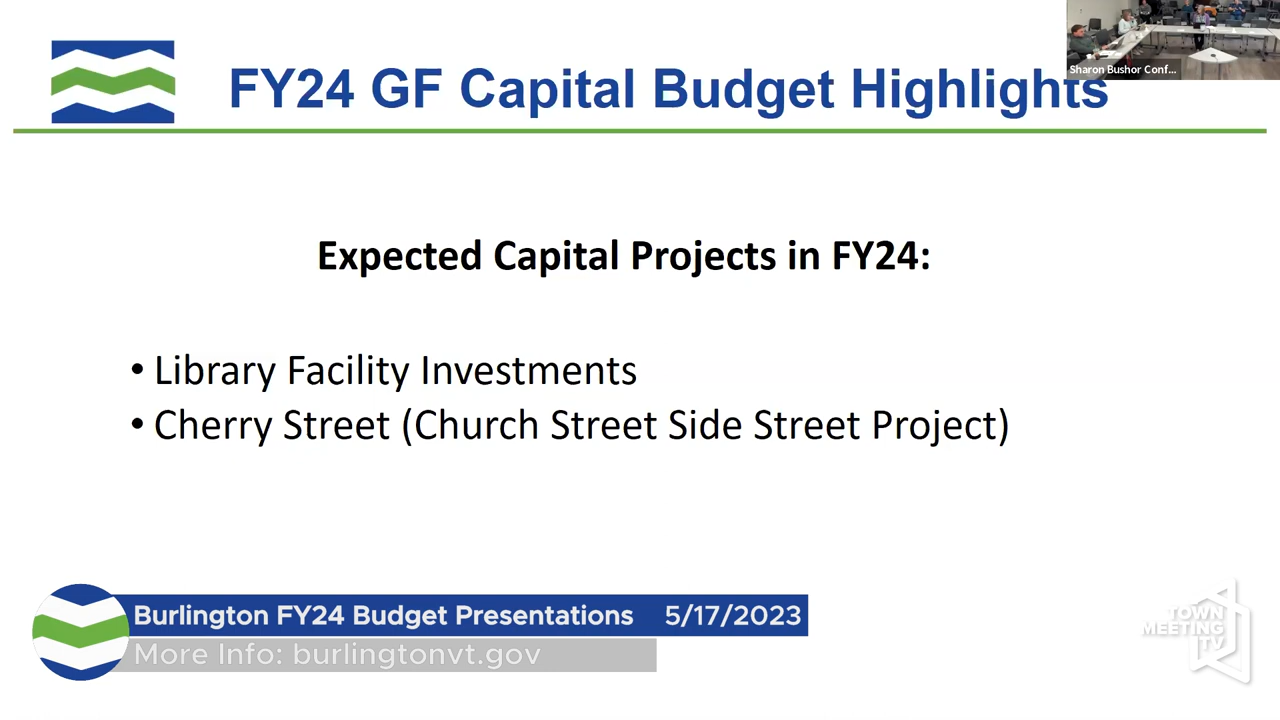 FY24 GF Capital Budget Highlights
Sharon Bushor Conf...
Expected Capital Projects in FY24:
• Library Facility Investments
• Cherry Street (Church Street Side Street Project)
Burlington FY24 Budget Presentations 5/17/2023
More Info: burlingtonvt.gov
TOWN
MEETING
TV